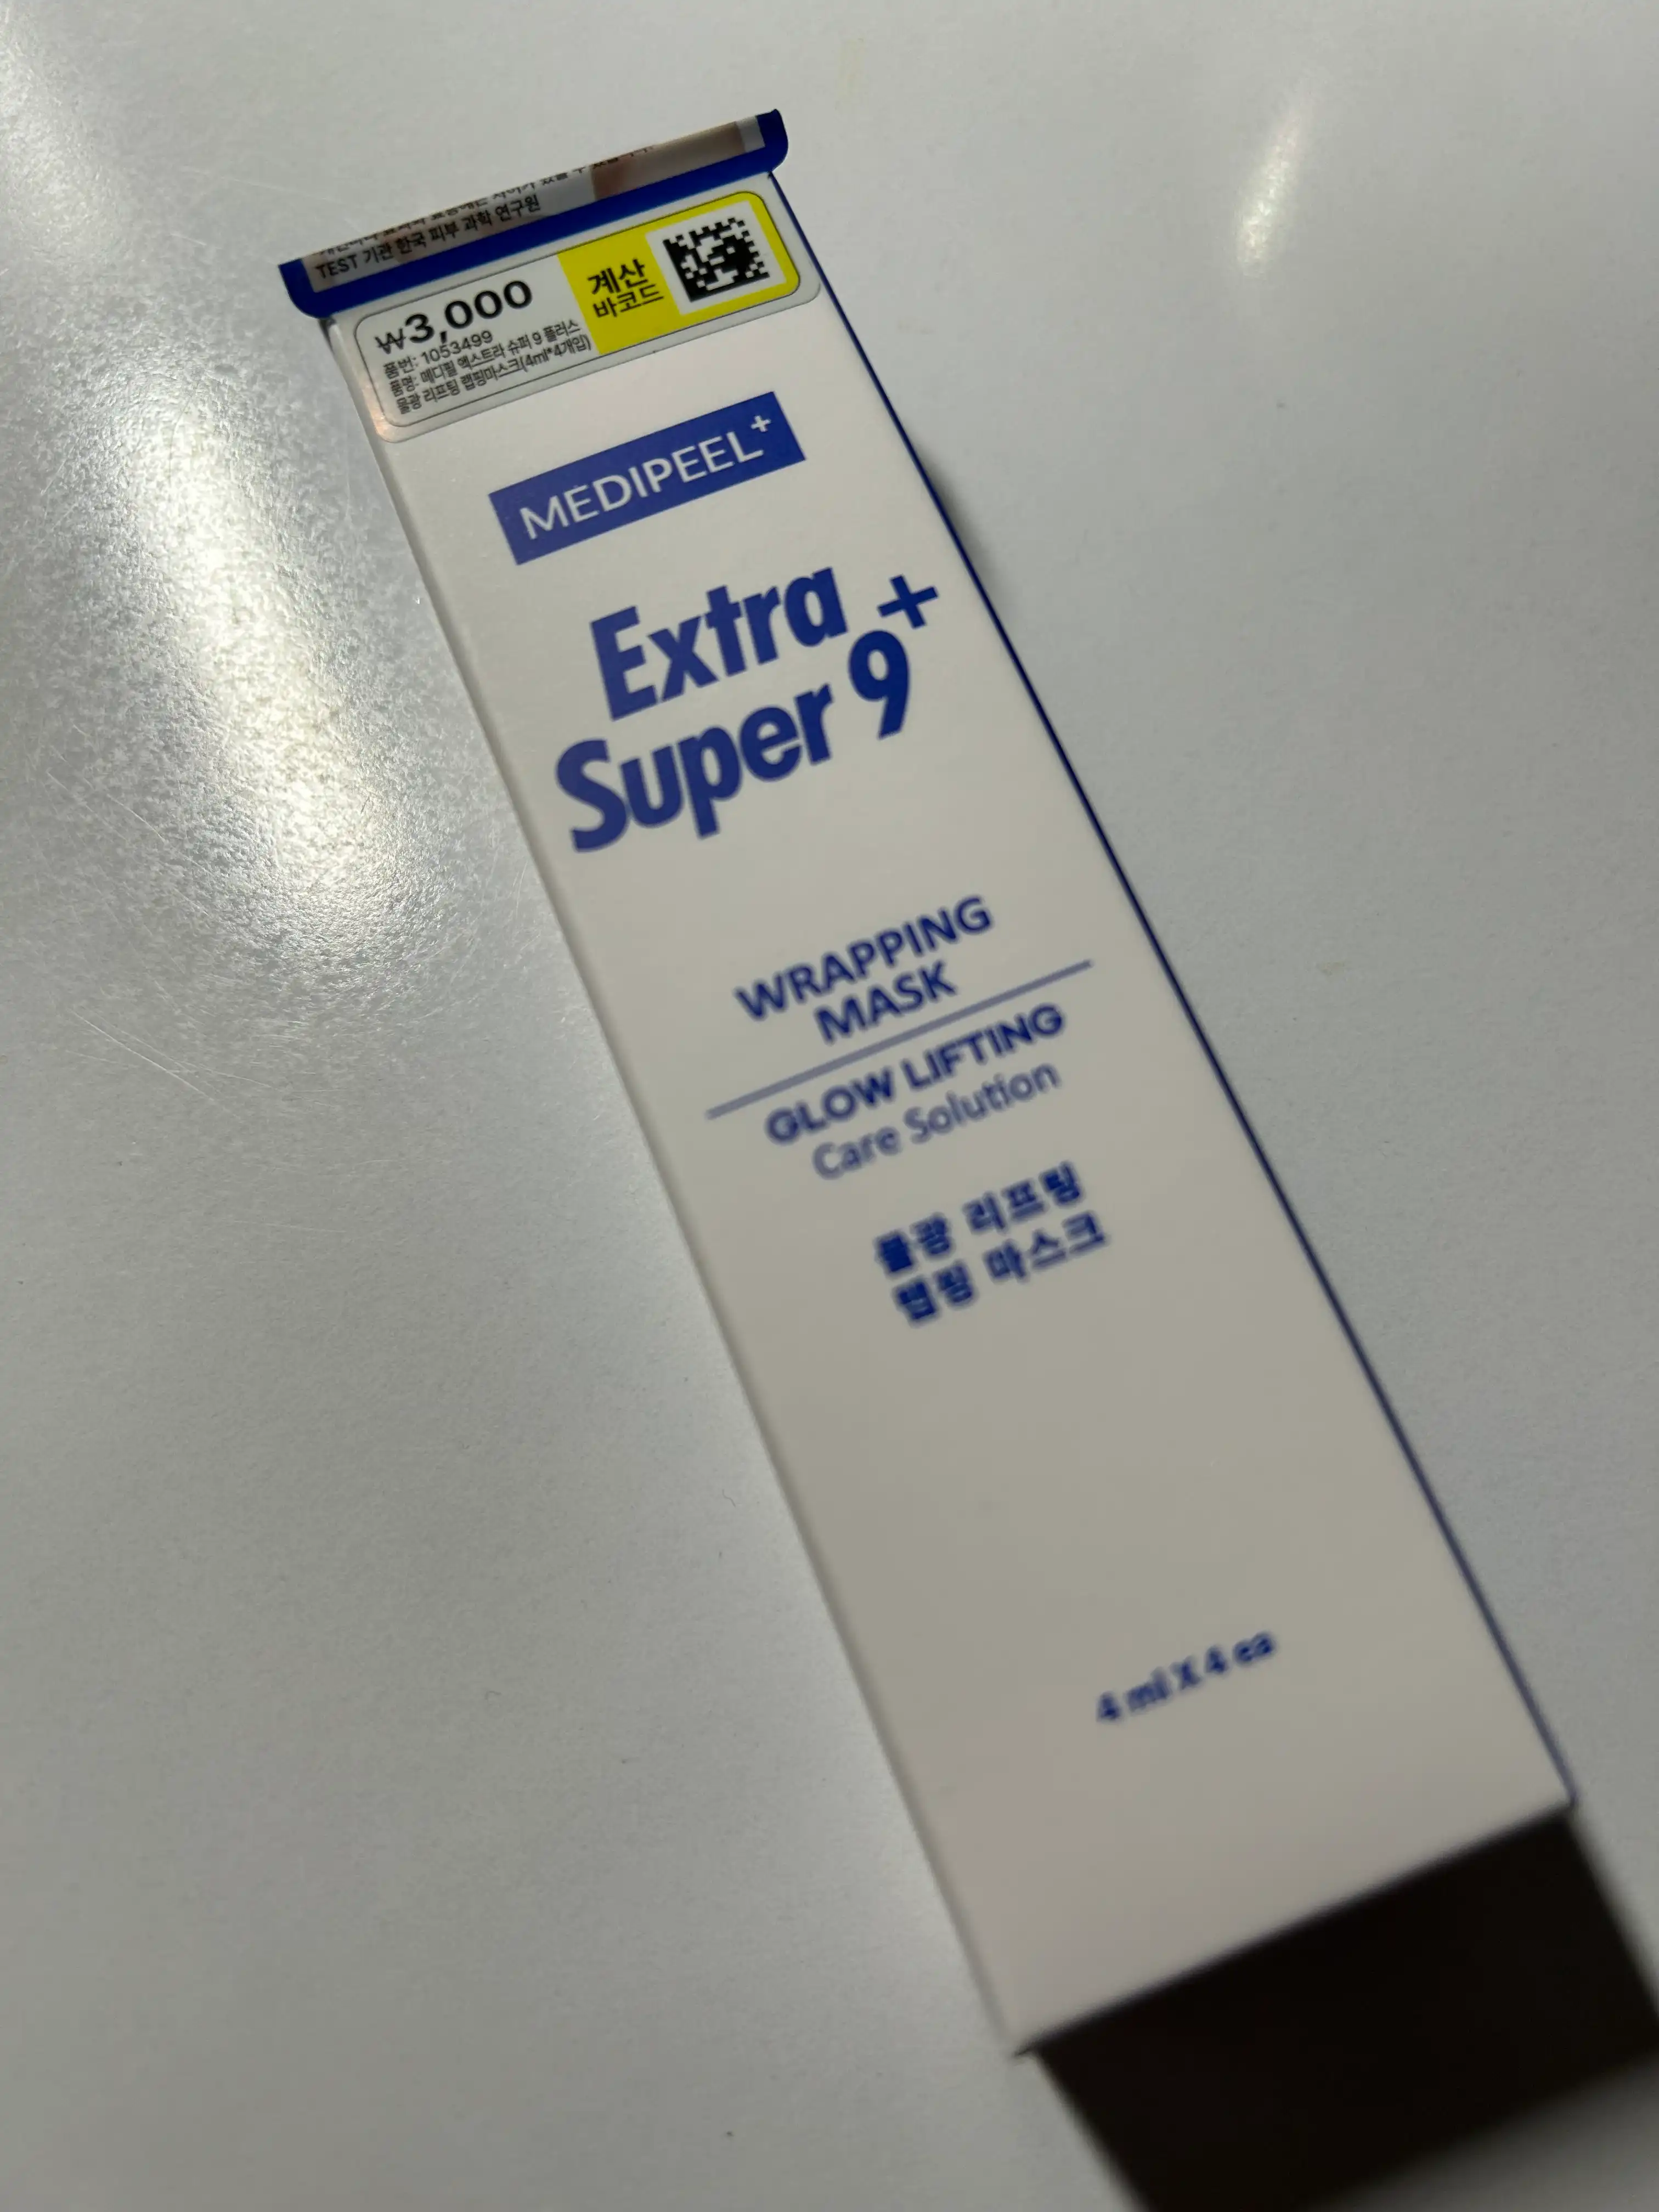 TEST 기관 한국 피부 과학 연구원
₩3,000
품번: 1053499
품명: 메디필 엑스트라 슈퍼 9 플러스
물광 리프팅 랩핑마스크(4ml*4개입)
계산
바코드
MEDIPEEL+
Extra
Super 9+
WRAPPING
MASK
GLOW LIFTING
Care Solution
물광 리프팅
랩핑 마스크
4 ml X 4 ea